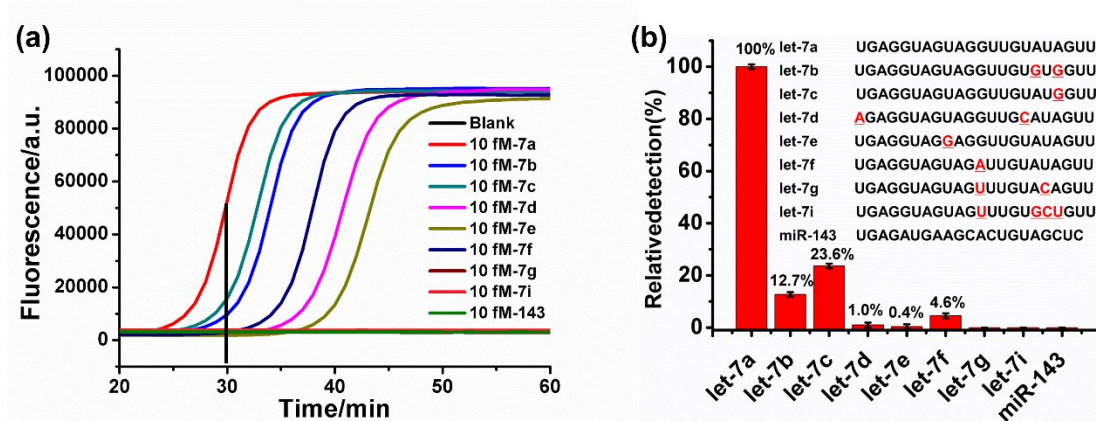 (a)
Fluorescence/a.u.
100000
80000
60000
40000
20000
0
20
30
40
50
60
Time/min
Blank
10 fM-7a
10 fM-7b
10 fM-7c
10 fM-7d
10 fM-7e
10 fM-7f
10 fM-7g
10 fM-7i
10 fM-143
(b)
Relativedetection(%)
100
80
60
40
20
0
100%
12.7%
23.6%
1.0%
0.4%
4.6%
let-7a UGAGGUAGUAGGUUGUAUAGUU
let-7b UGAGGUAGUAGGUUGUGUGGUU
let-7c UGAGGUAGUAGGUUGUAUGGUU
let-7d AGAGGUAGUAGGUUGCAUAGUU
let-7e UGAGGUAGGAGGUUGUAUAGUU
let-7f UGAGGUAGUAGAUUGUAUAGUU
let-7g UGAGGUAGUAGUUUGUACAGUU
let-7i UGAGGUAGUAGUUUGUGCUGUU
miR-143 UGAGAUGAAGCACUGUAGCUC
let-7a
let-7b
let-7c
let-7d
let-7e
let-7f
let-7g
let-7i
miR-143